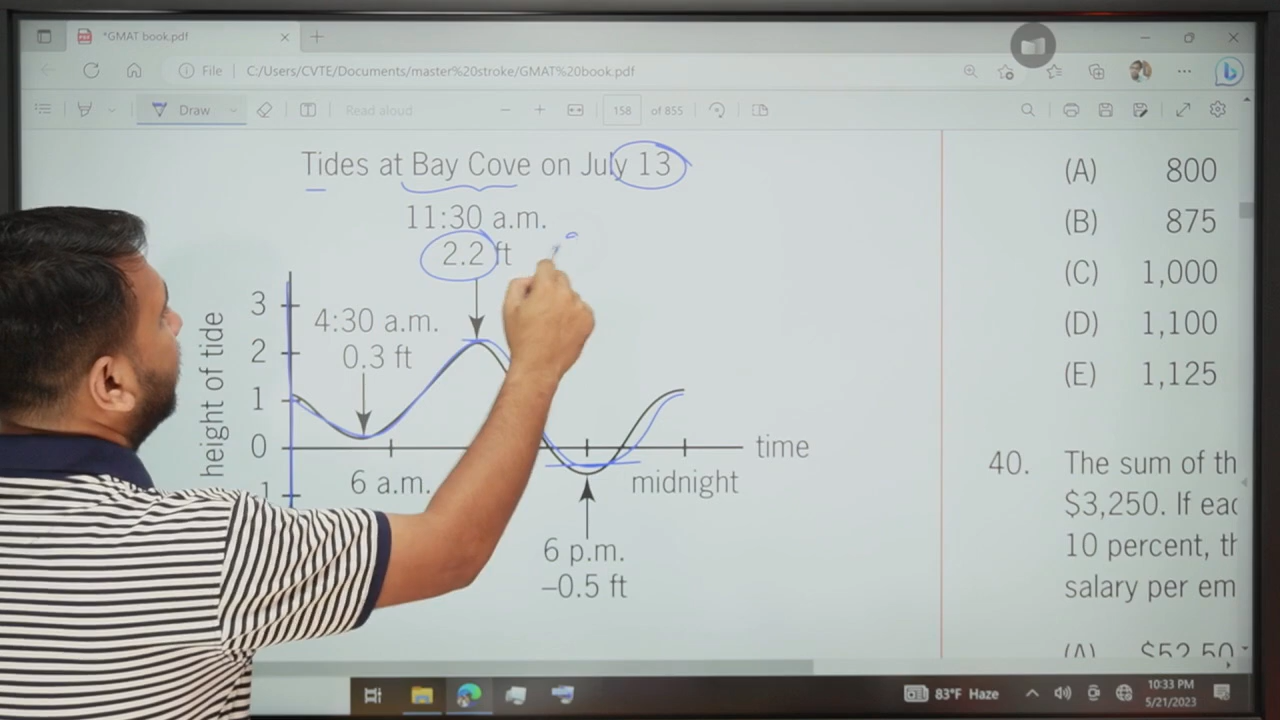 *GMAT book.pdf
File C:/Users/CVTE/Documents/master%20stroke/GMAT%20book.pdf
Draw Read aloud 158 of 855
Tides at Bay Cove on July 13
11:30 a.m.
2.2 ft
4:30 a.m.
0.3 ft
height of tide
3
2
1
0
1
6 a.m.
time
midnight
6 p.m.
–0.5 ft
(A) 800
(B) 875
(C) 1,000
(D) 1,100
(E) 1,125
40. The sum of th
$3,250. If eac
10 percent, th
salary per em
(A) $52.50
83°F Haze
10:33 PM
5/21/2023